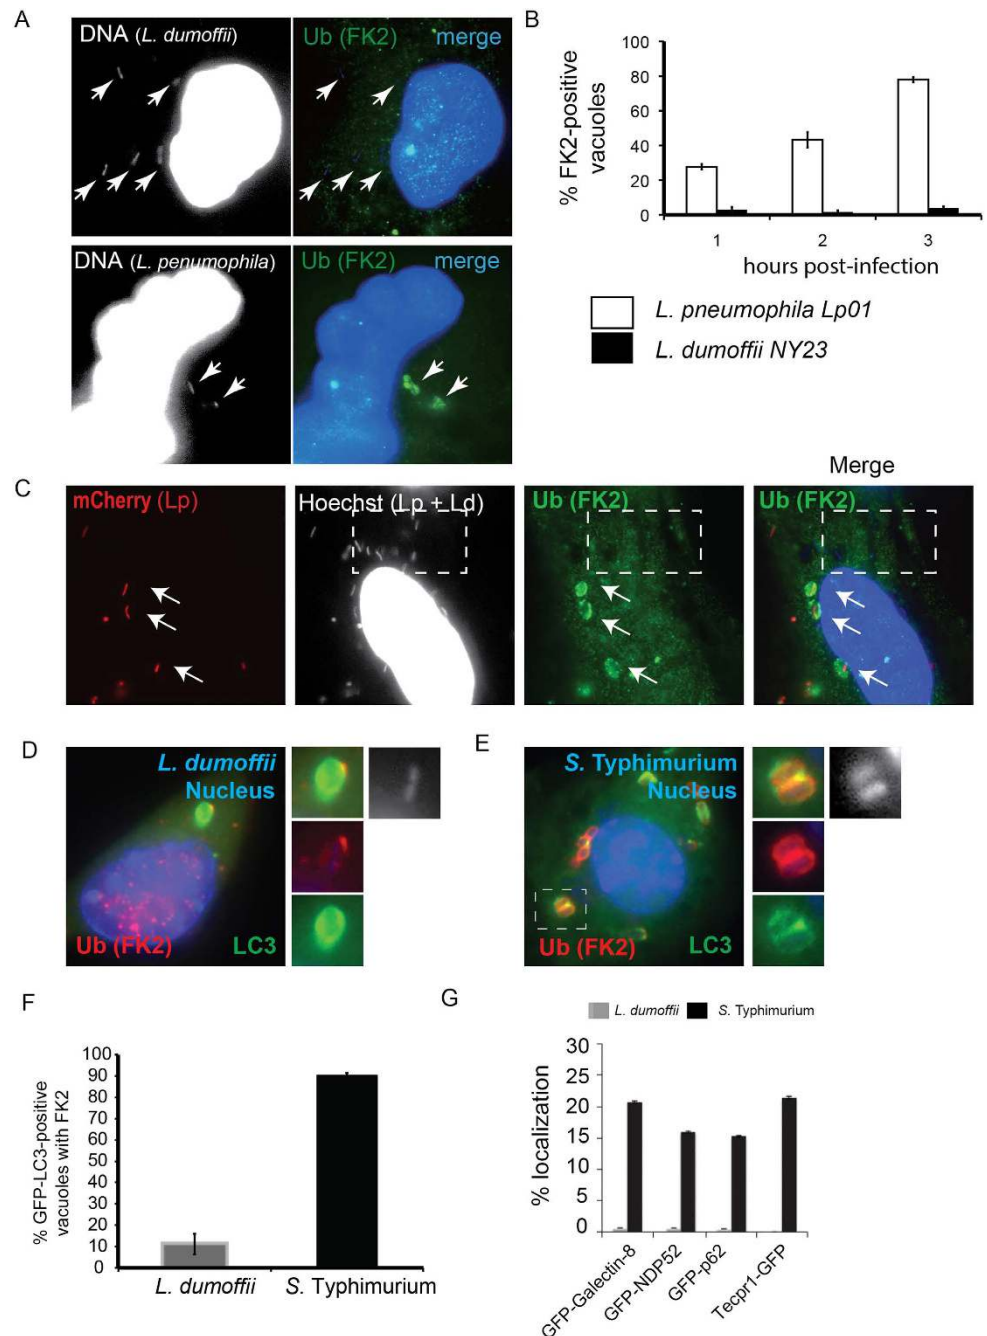 A
DNA (L. dumoffii)
Ub (FK2)
merge
DNA (L. penumophila)
Ub (FK2)
merge
B
% FK2-positive
vacuoles
100
80
60
40
20
0
1
2
3
hours post-infection
L. pneumophila Lp01
L. dumoffii NY23
C
mCherry (Lp)
Hoechst (Lp + Ld)
Ub (FK2)
Merge
Ub (FK2)
D
L. dumoffii
Nucleus
Ub (FK2)
LC3
E
S. Typhimurium
Nucleus
Ub (FK2)
LC3
F
% GFP-LC3-positive
vacuoles with FK2
100
90
80
70
60
50
40
30
20
10
0
L. dumoffii
S. Typhimurium
G
L. dumoffii
S. Typhimurium
% localization
30
25
20
15
10
5
0
GFP-Galectin-8
GFP-NDP52
GFP-p62
Tecpr1-GFP